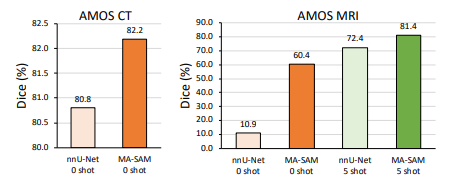 AMOS CT
AMOS MRI
Dice (%)
82.5
82.0
81.5
81.0
80.5
80.0
80.8
82.2
nnU-Net
0 shot
MA-SAM
0 shot
Dice (%)
90.0
80.0
70.0
60.0
50.0
40.0
30.0
20.0
10.0
0.0
10.9
60.4
72.4
81.4
nnU-Net
0 shot
MA-SAM
0 shot
nnU-Net
5 shot
MA-SAM
5 shot